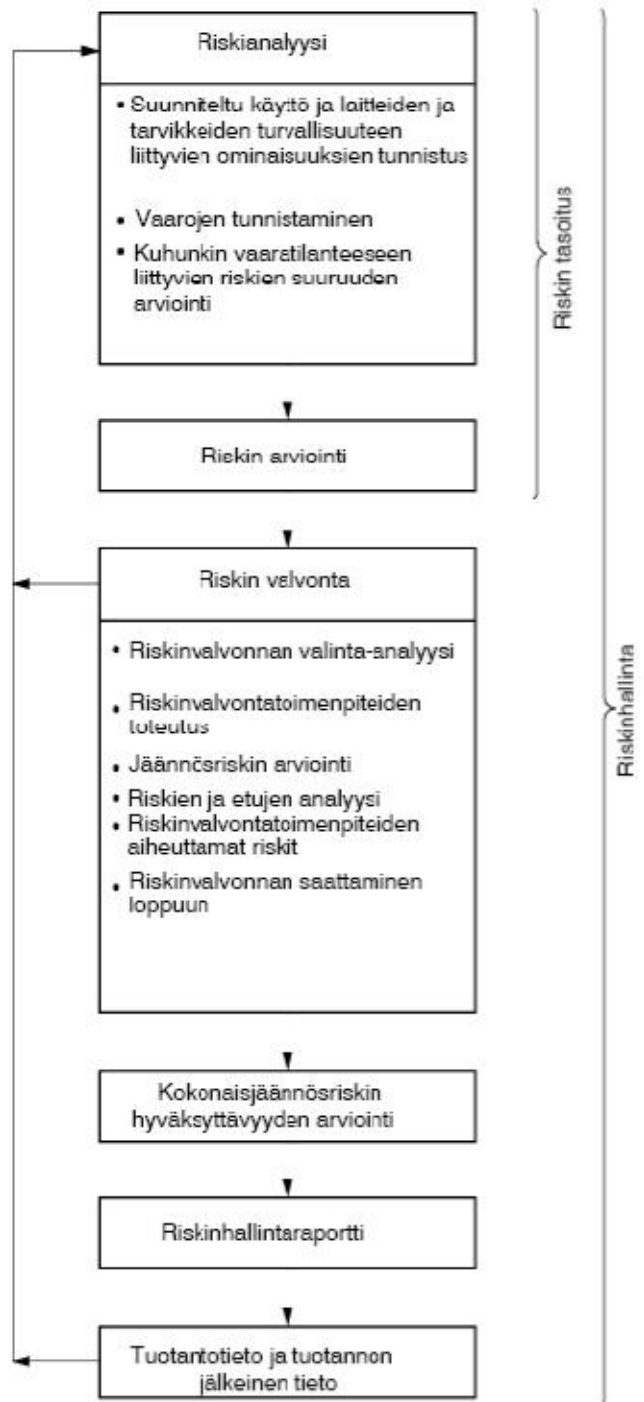 Riskianalyysi
• Suunniteltu käyttö ja laitteiden ja
tarvikkeiden turvallisuuteen
liittyvien ominaisuuksien tunnistus
• Vaarojen tunnistaminen
• Kuhunkin vaaratilanteeseen
liittyvien riskien suuruuden
arviointi
Riskin arviointi
Riskin tasoitus
Riskin valvonta
• Riskinvalvonnan valinta-analyysi
• Riskinvalvontatoimenpiteiden
toteutus
• Jäännösriskin arviointi
• Riskien ja etujen analyysi
• Riskinvalvontatoimenpiteiden
aiheuttamat riskit
• Riskinvalvonnan saattaminen
loppuun
Kokonaisjäännösriskin
hyväksyttävyyden arviointi
Riskinhallintaraportti
Tuotantotieto ja tuotannon
jälkeinen tieto
Riskinhallinta